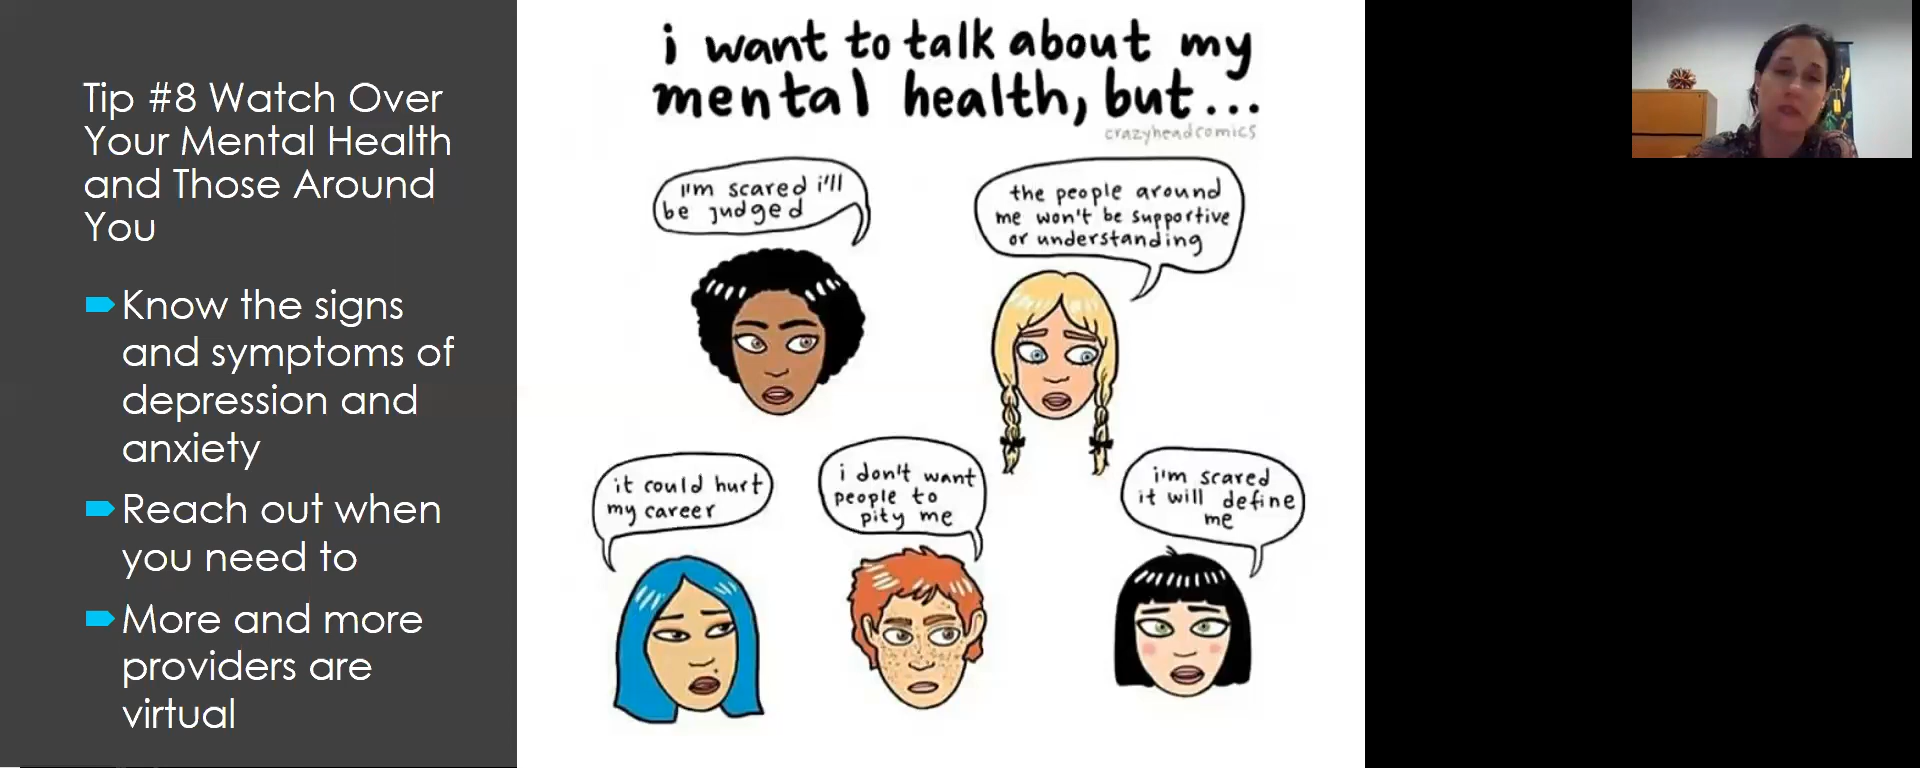 Tip #8 Watch Over
Your Mental Health
and Those Around
You
Know the signs
and symptoms of
depression and
anxiety
Reach out when
you need to
More and more
providers are
virtual
i want to talk about my
mental health, but...
crazyheadcomics
i'm scared i'll
be judged
the people around
me won't be supportive
or understanding
it could hurt
my career
i don't want
people to
pity me
i'm scared
it will define
me